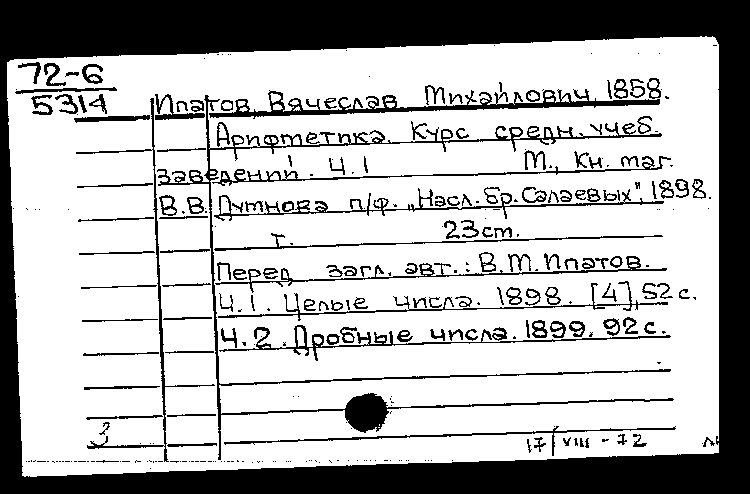 72-6
5314
Ипатов, Вячеслав Михайлович, 1858.
Арифметика. Курс средн. учеб.
заведений. Ч.1 М., Кн. маг.
В.В. Думнова п/ф. „Насл. бр. Салаевых", 1898.
т. 23 см.
Перед загл. авт.: В.М. Ипатов.
Ч.1. Целые числа. 1898. [4], 52 с.
Ч.2. Дробные числа. 1899. 92 с.
3
17/VIII-72